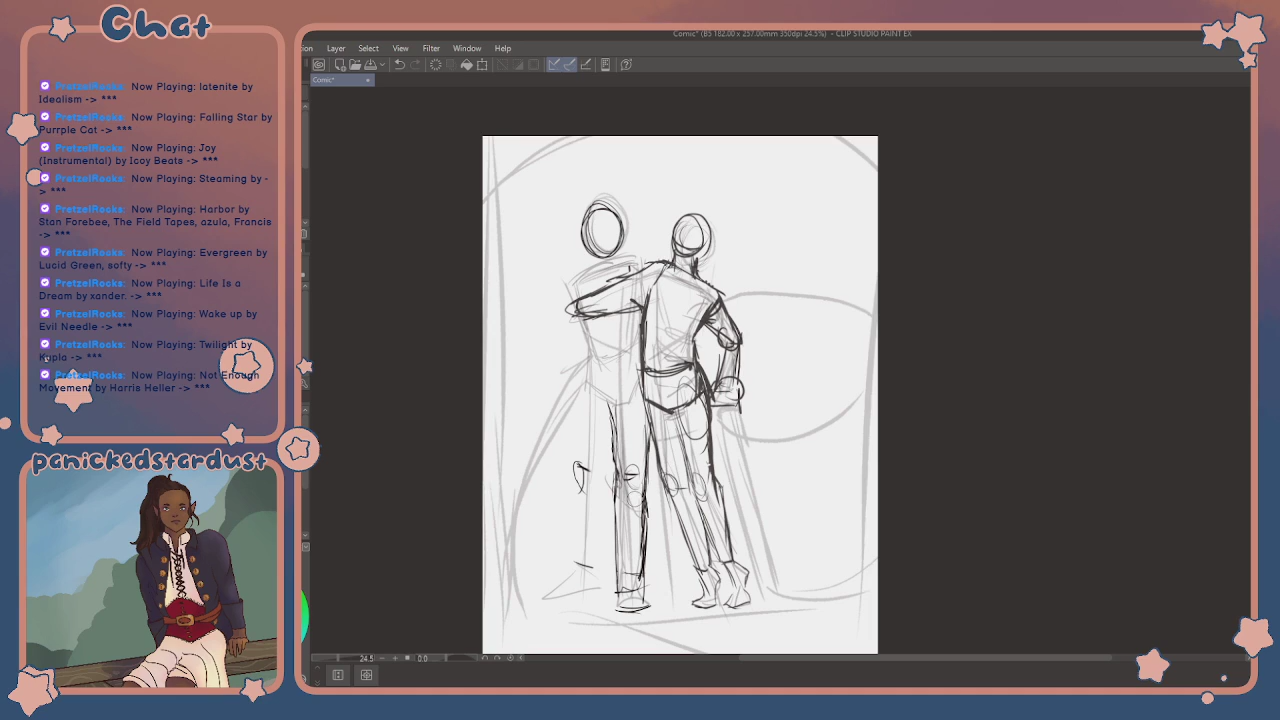 Chat
Comic* (B5 182.00 x 257.00mm 350dpi 24.5%) - CLIP STUDIO PAINT EX
Layer Select View Filter Window Help
Comic*
PretzelRocks: Now Playing: latenite by
Idealism -> ***
PretzelRocks: Now Playing: Falling Star by
Purrple Cat -> ***
PretzelRocks: Now Playing: Joy
(Instrumental) by Icoy Beats -> ***
PretzelRocks: Now Playing: Steaming by -
> ***
PretzelRocks: Now Playing: Harbor by
Stan Forebee, The Field Tapes, azula, Francis
-> ***
PretzelRocks: Now Playing: Evergreen by
Lucid Green, softy -> ***
PretzelRocks: Now Playing: Life Is a
Dream by xander. -> ***
PretzelRocks: Now Playing: Wake up by
Evil Needle -> ***
PretzelRocks: Now Playing: Twilight by
Kupla -> ***
PretzelRocks: Now Playing: Not Enough
Movement by Harris Heller -> ***
panickedstardust
24.5 0.0